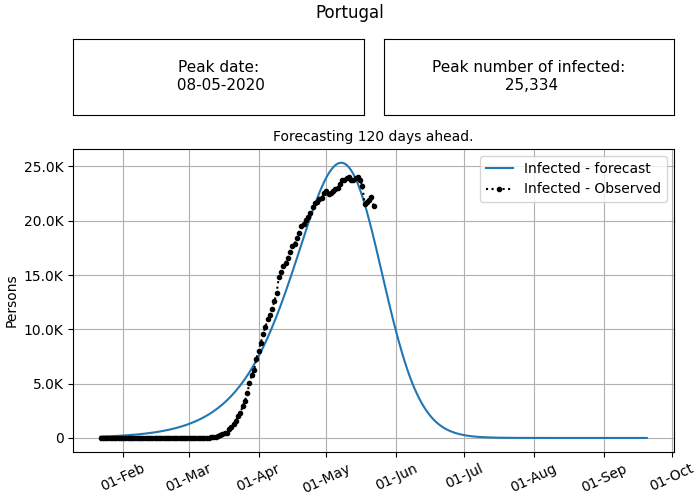 Portugal
Peak date:
08-05-2020
Peak number of infected:
25,334
Forecasting 120 days ahead.
Infected - forecast
Infected - Observed
Persons
25.0K
20.0K
15.0K
10.0K
5.0K
0
01-Feb
01-Mar
01-Apr
01-May
01-Jun
01-Jul
01-Aug
01-Sep
01-Oct